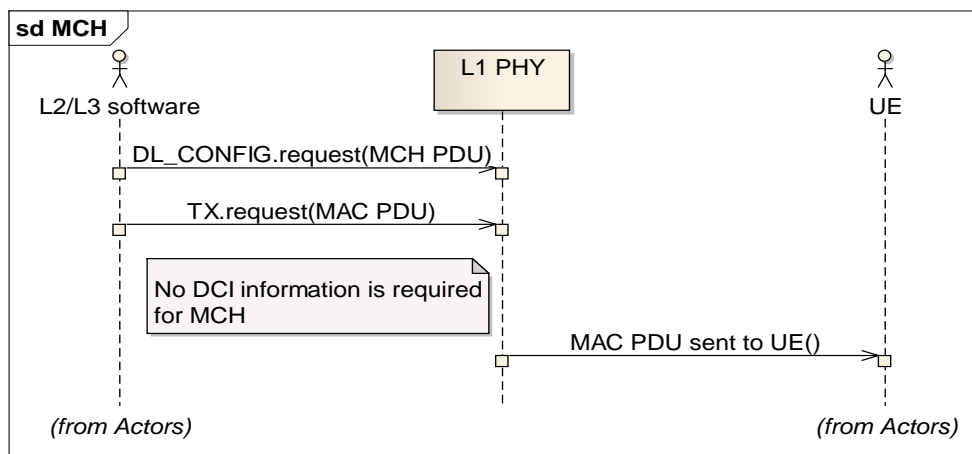 sd MCH
L1 PHY
L2/L3 software
UE
DL_CONFIG.request(MCH PDU)
TX.request(MAC PDU)
No DCI information is required
for MCH
MAC PDU sent to UE()
(from Actors)
(from Actors)